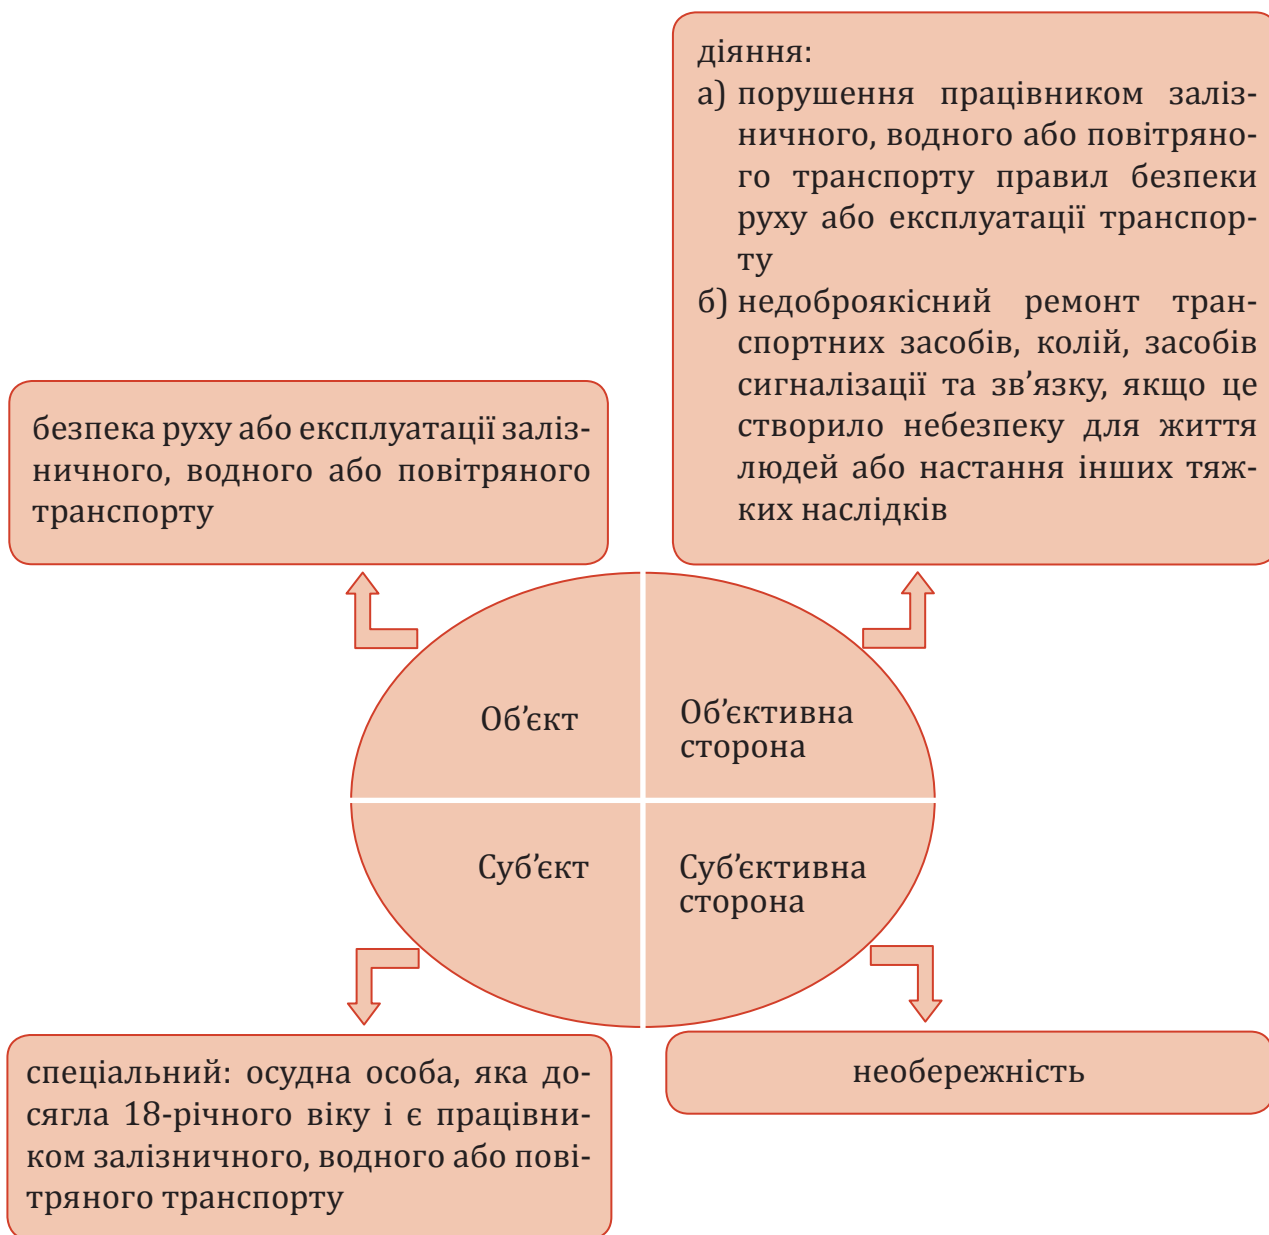 діяння:
а) порушення працівником заліз-
ничного, водного або повітряно-
го транспорту правил безпеки
руху або експлуатації транспор-
ту
б) недоброякісний ремонт тран-
спортних засобів, колій, засобів
сигналізації та зв’язку, якщо це
створило небезпеку для життя
людей або настання інших тяж-
ких наслідків
безпека руху або експлуатації заліз-
ничного, водного або повітряного
транспорту
Об’єкт
Об’єктивна
сторона
Суб’єкт
Суб’єктивна
сторона
спеціальний: осудна особа, яка до-
сягла 18-річного віку і є працівни-
ком залізничного, водного або пові-
тряного транспорту
необережність